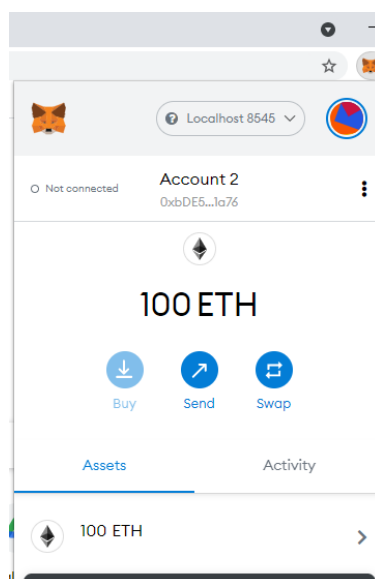 Localhost 8545
Not connected
Account 2
0xbDE5...1a76
100 ETH
Buy
Send
Swap
Assets
Activity
100 ETH